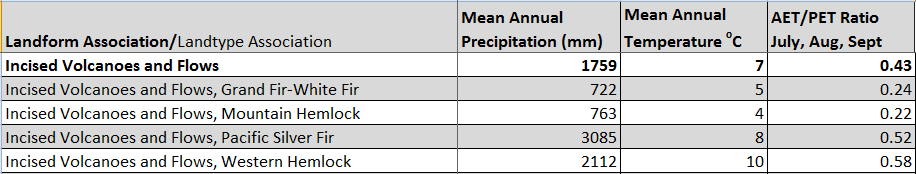 Landform Association/Landtype Association Mean Annual Precipitation (mm) Mean Annual Temperature °C AET/PET Ratio July, Aug, Sept
Incised Volcanoes and Flows 1759 7 0.43
Incised Volcanoes and Flows, Grand Fir-White Fir 722 5 0.24
Incised Volcanoes and Flows, Mountain Hemlock 763 4 0.22
Incised Volcanoes and Flows, Pacific Silver Fir 3085 8 0.52
Incised Volcanoes and Flows, Western Hemlock 2112 10 0.58